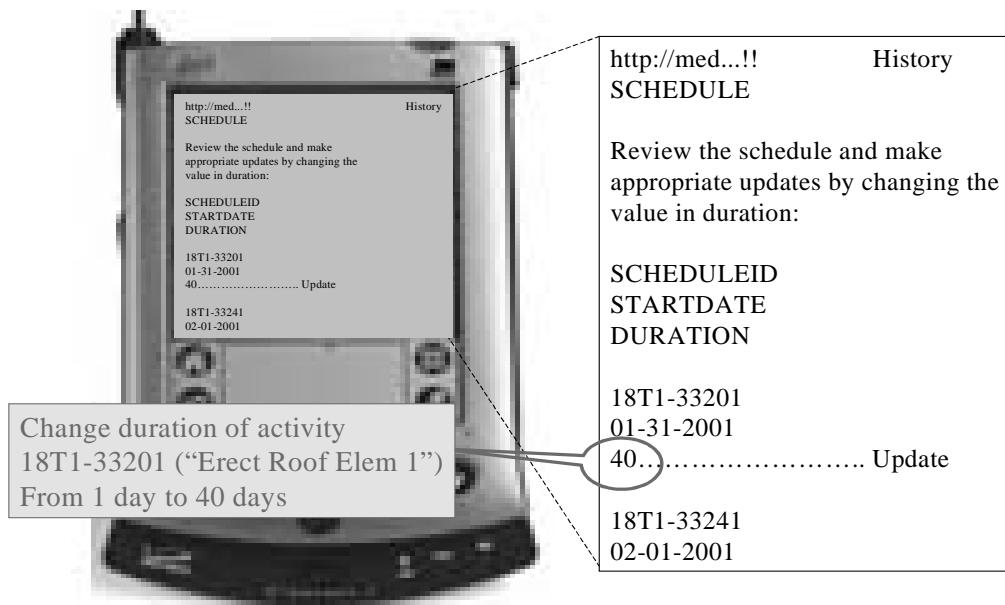 http://med...!! History
SCHEDULE
Review the schedule and make
appropriate updates by changing the
value in duration:
SCHEDULEID
STARTDATE
DURATION
18T1-33201
01-31-2001
40…………………….. Update
18T1-33241
02-01-2001
Change duration of activity
18T1-33201 (“Erect Roof Elem 1”)
From 1 day to 40 days
http://med...!! History
SCHEDULE
Review the schedule and make
appropriate updates by changing the
value in duration:
SCHEDULEID
STARTDATE
DURATION
18T1-33201
01-31-2001
40…………………….. Update
18T1-33241
02-01-2001